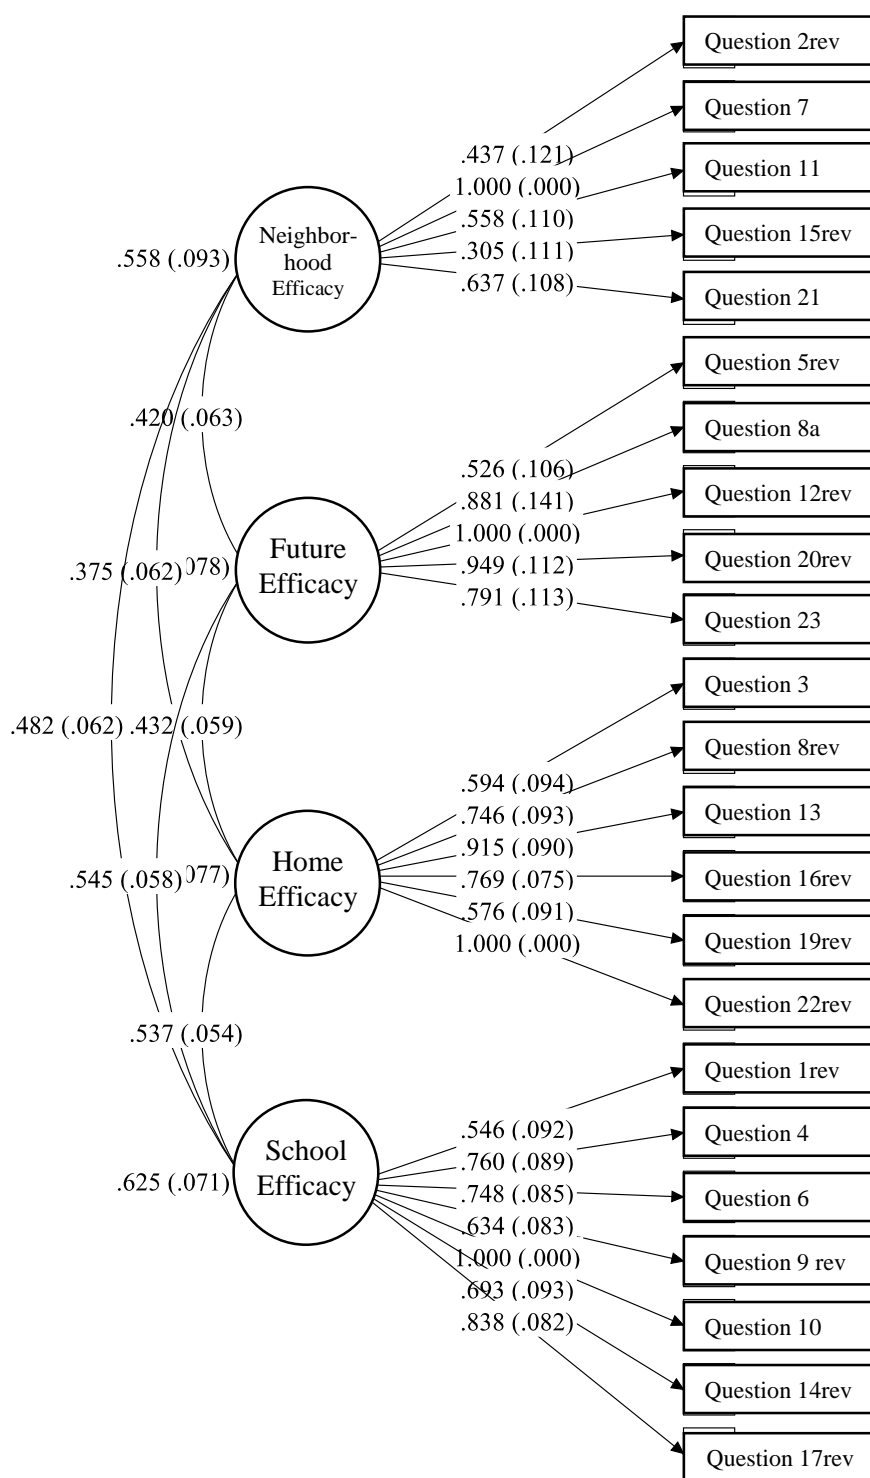 Question 2rev
Question 7
.437 (.121)
1.000 (.000)
Question 11
.558 (.110)
Neighbor-
hood
Efficacy
.558 (.093)
.305 (.111)
Question 15rev
.637 (.108)
Question 21
Question 5rev
.420 (.063)
Question 8a
.526 (.106)
.881 (.141)
Question 12rev
1.000 (.000)
Future
Efficacy
.375 (.062)
078)
.949 (.112)
Question 20rev
.791 (.113)
Question 23
Question 3
.482 (.062)
.432 (.059)
Question 8rev
.594 (.094)
.746 (.093)
Question 13
.915 (.090)
Home
Efficacy
.545 (.058)
077)
.769 (.075)
Question 16rev
.576 (.091)
1.000 (.000)
Question 19rev
Question 22rev
.537 (.054)
Question 1rev
.546 (.092)
Question 4
.760 (.089)
School
Efficacy
.625 (.071)
.748 (.085)
Question 6
.634 (.083)
1.000 (.000)
Question 9 rev
.693 (.093)
.838 (.082)
Question 10
Question 14rev
Question 17rev